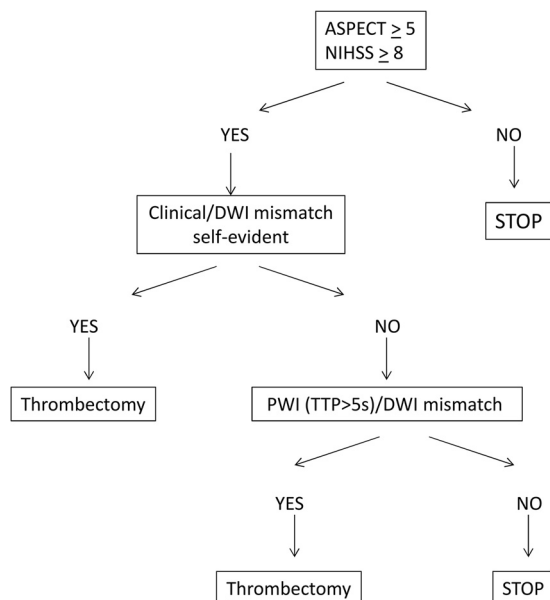 ASPECT ≥ 5
NIHSS ≥ 8
YES
NO
Clinical/DWI mismatch
self-evident
STOP
YES
NO
Thrombectomy
PWI (TTP>5s)/DWI mismatch
YES
NO
Thrombectomy
STOP